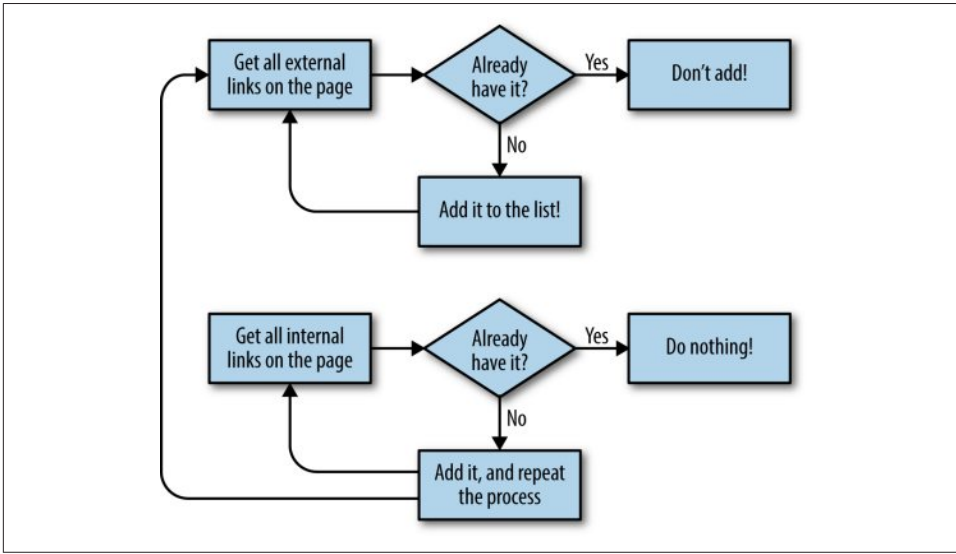 Get all external
links on the page
Already
have it?
Yes
Don't add!
No
Add it to the list!
Get all internal
links on the page
Already
have it?
Yes
Do nothing!
No
Add it, and repeat
the process